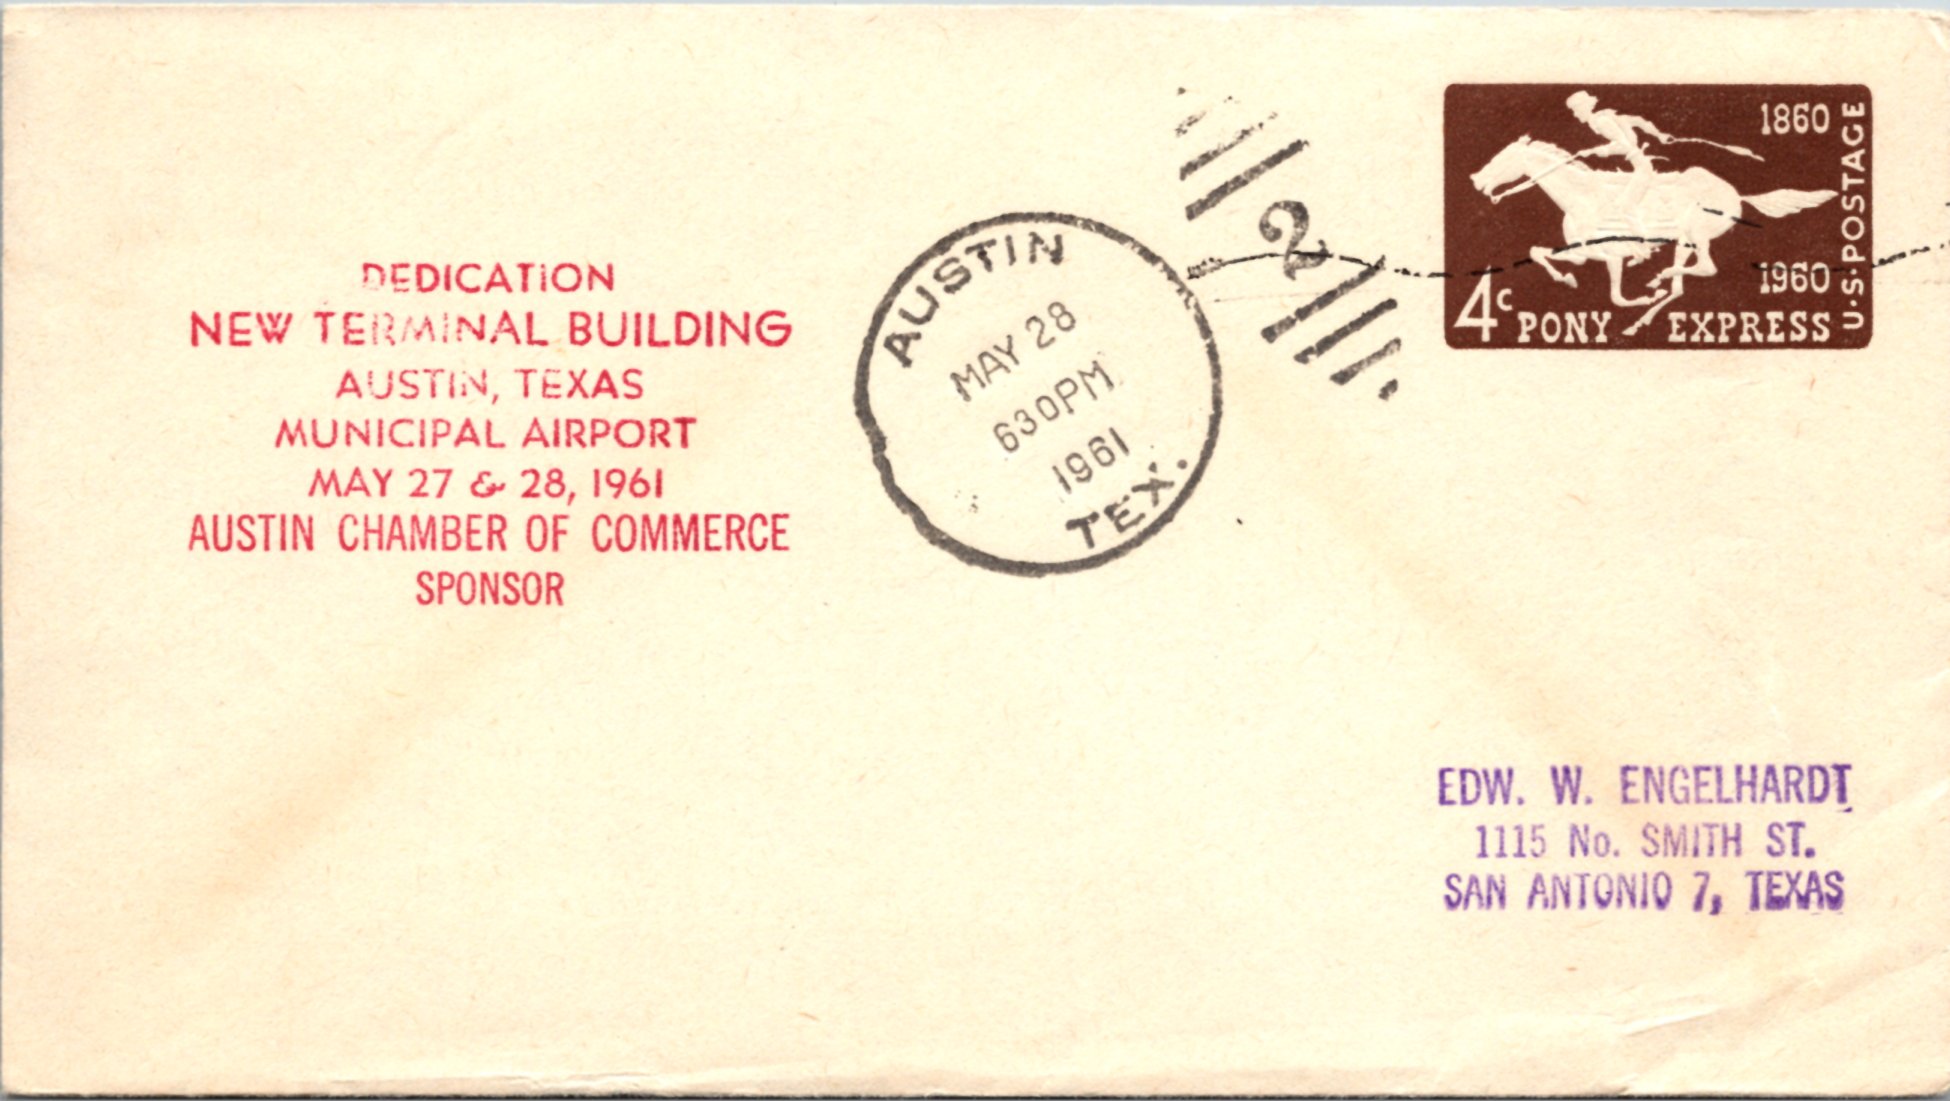 DEDICATION
NEW TERMINAL BUILDING
AUSTIN, TEXAS
MUNICIPAL AIRPORT
MAY 27 & 28, 1961
AUSTIN CHAMBER OF COMMERCE
SPONSOR
AUSTIN
MAY 28
630PM
1961
TEX.
2
1860
1960
U.S. POSTAGE
4c PONY EXPRESS
EDW. W. ENGELHARDT
1115 No. SMITH ST.
SAN ANTONIO 7, TEXAS